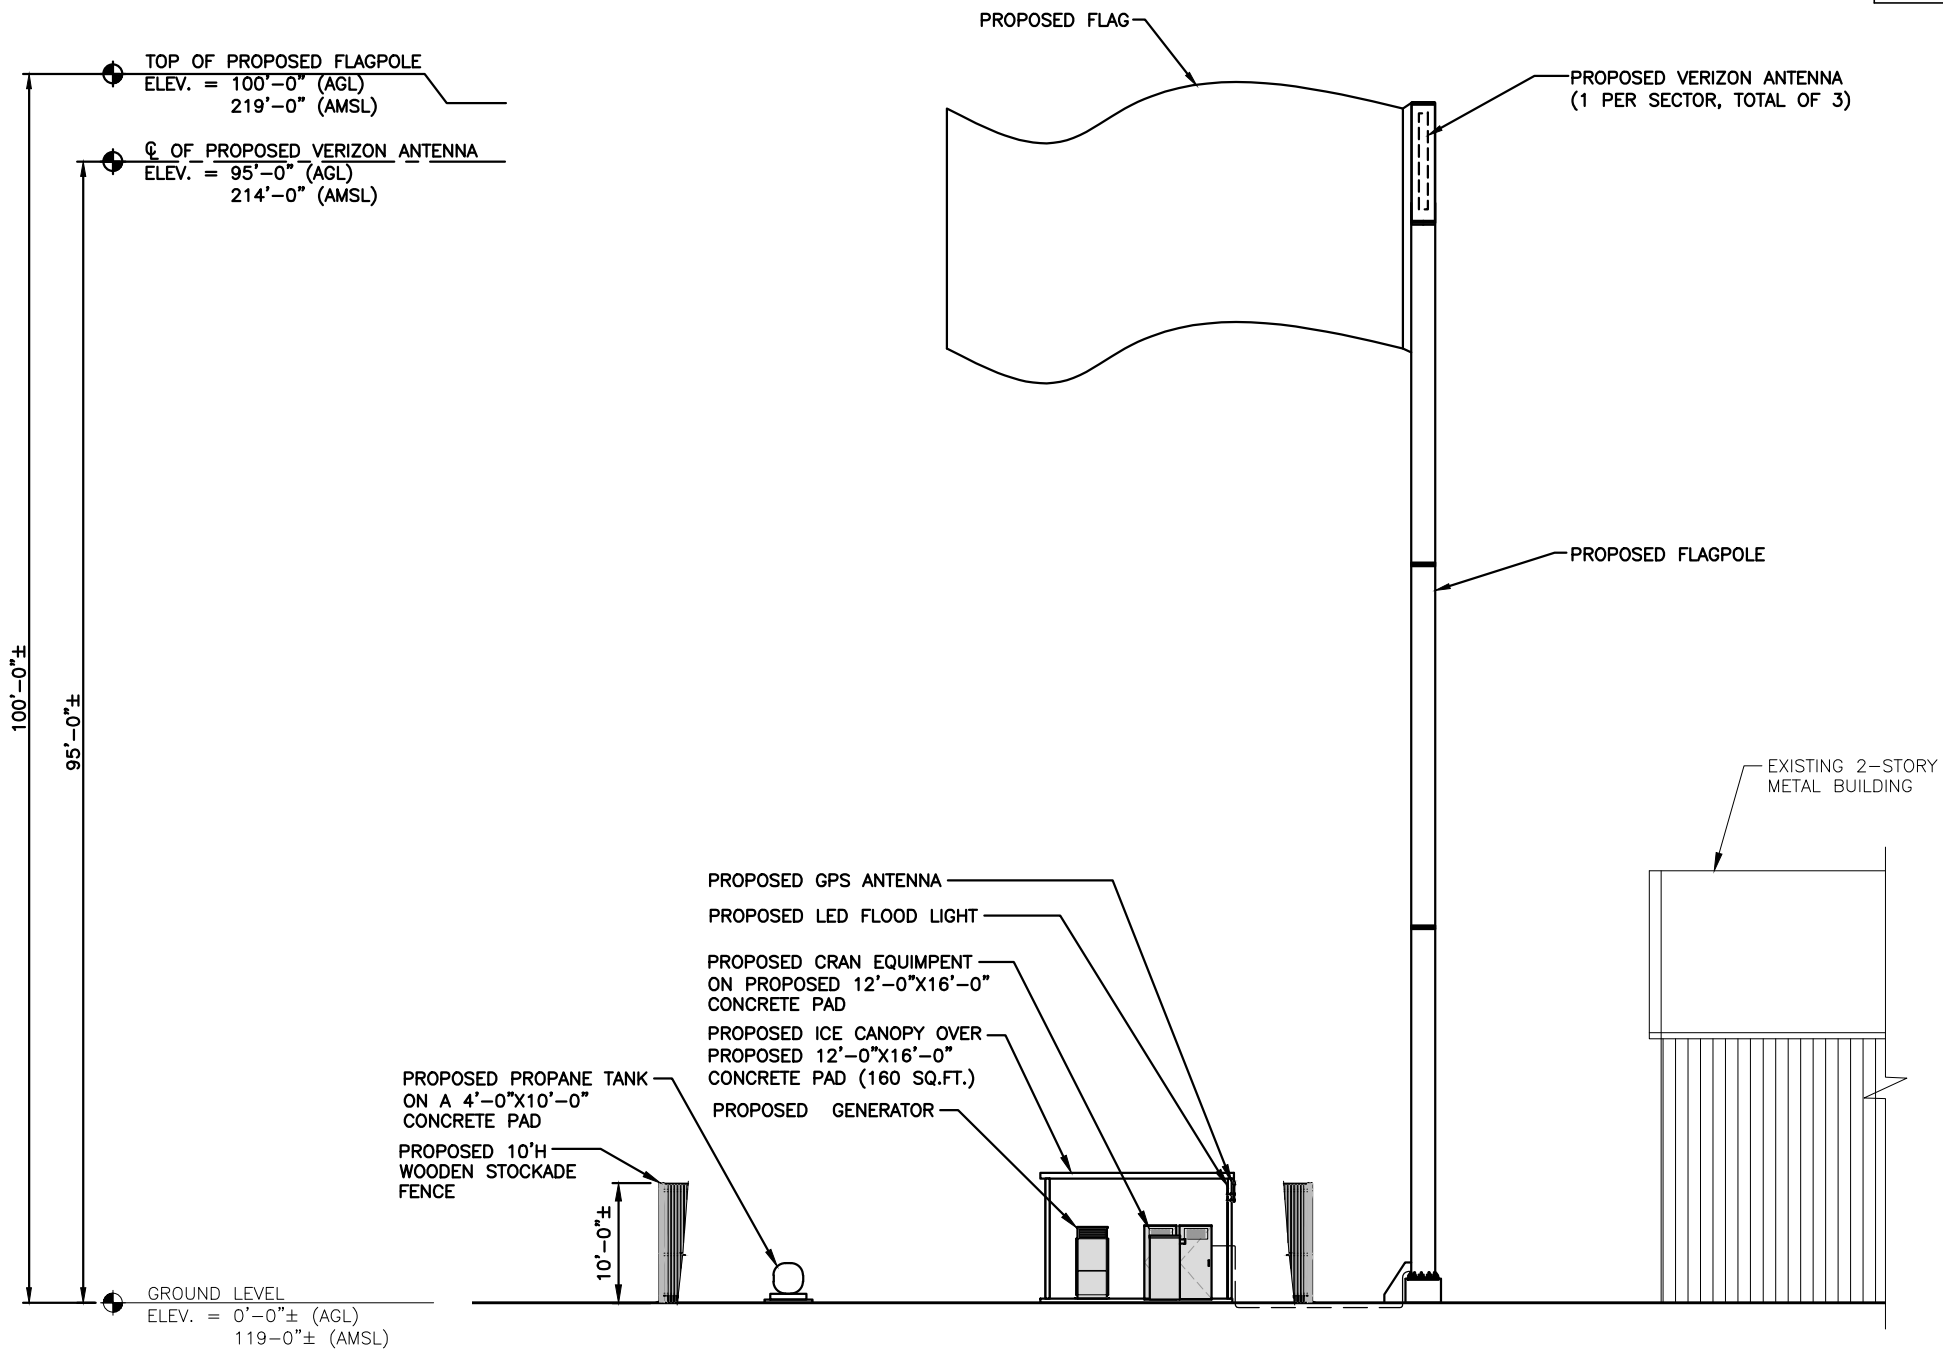 PROPOSED FLAG
TOP OF PROPOSED FLAGPOLE
ELEV. = 100'-0" (AGL)
219'-0" (AMSL)
℄ OF PROPOSED VERIZON ANTENNA
ELEV. = 95'-0" (AGL)
214'-0" (AMSL)
PROPOSED VERIZON ANTENNA
(1 PER SECTOR, TOTAL OF 3)
PROPOSED FLAGPOLE
100'-0"±
95'-0"±
EXISTING 2-STORY
METAL BUILDING
PROPOSED GPS ANTENNA
PROPOSED LED FLOOD LIGHT
PROPOSED CRAN EQUIMPENT
ON PROPOSED 12'-0"X16'-0"
CONCRETE PAD
PROPOSED ICE CANOPY OVER
PROPOSED 12'-0"X16'-0"
CONCRETE PAD (160 SQ.FT.)
PROPOSED GENERATOR
PROPOSED PROPANE TANK
ON A 4'-0"X10'-0"
CONCRETE PAD
PROPOSED 10'H
WOODEN STOCKADE
FENCE
10'-0"±
GROUND LEVEL
ELEV. = 0'-0"± (AGL)
119-0"± (AMSL)